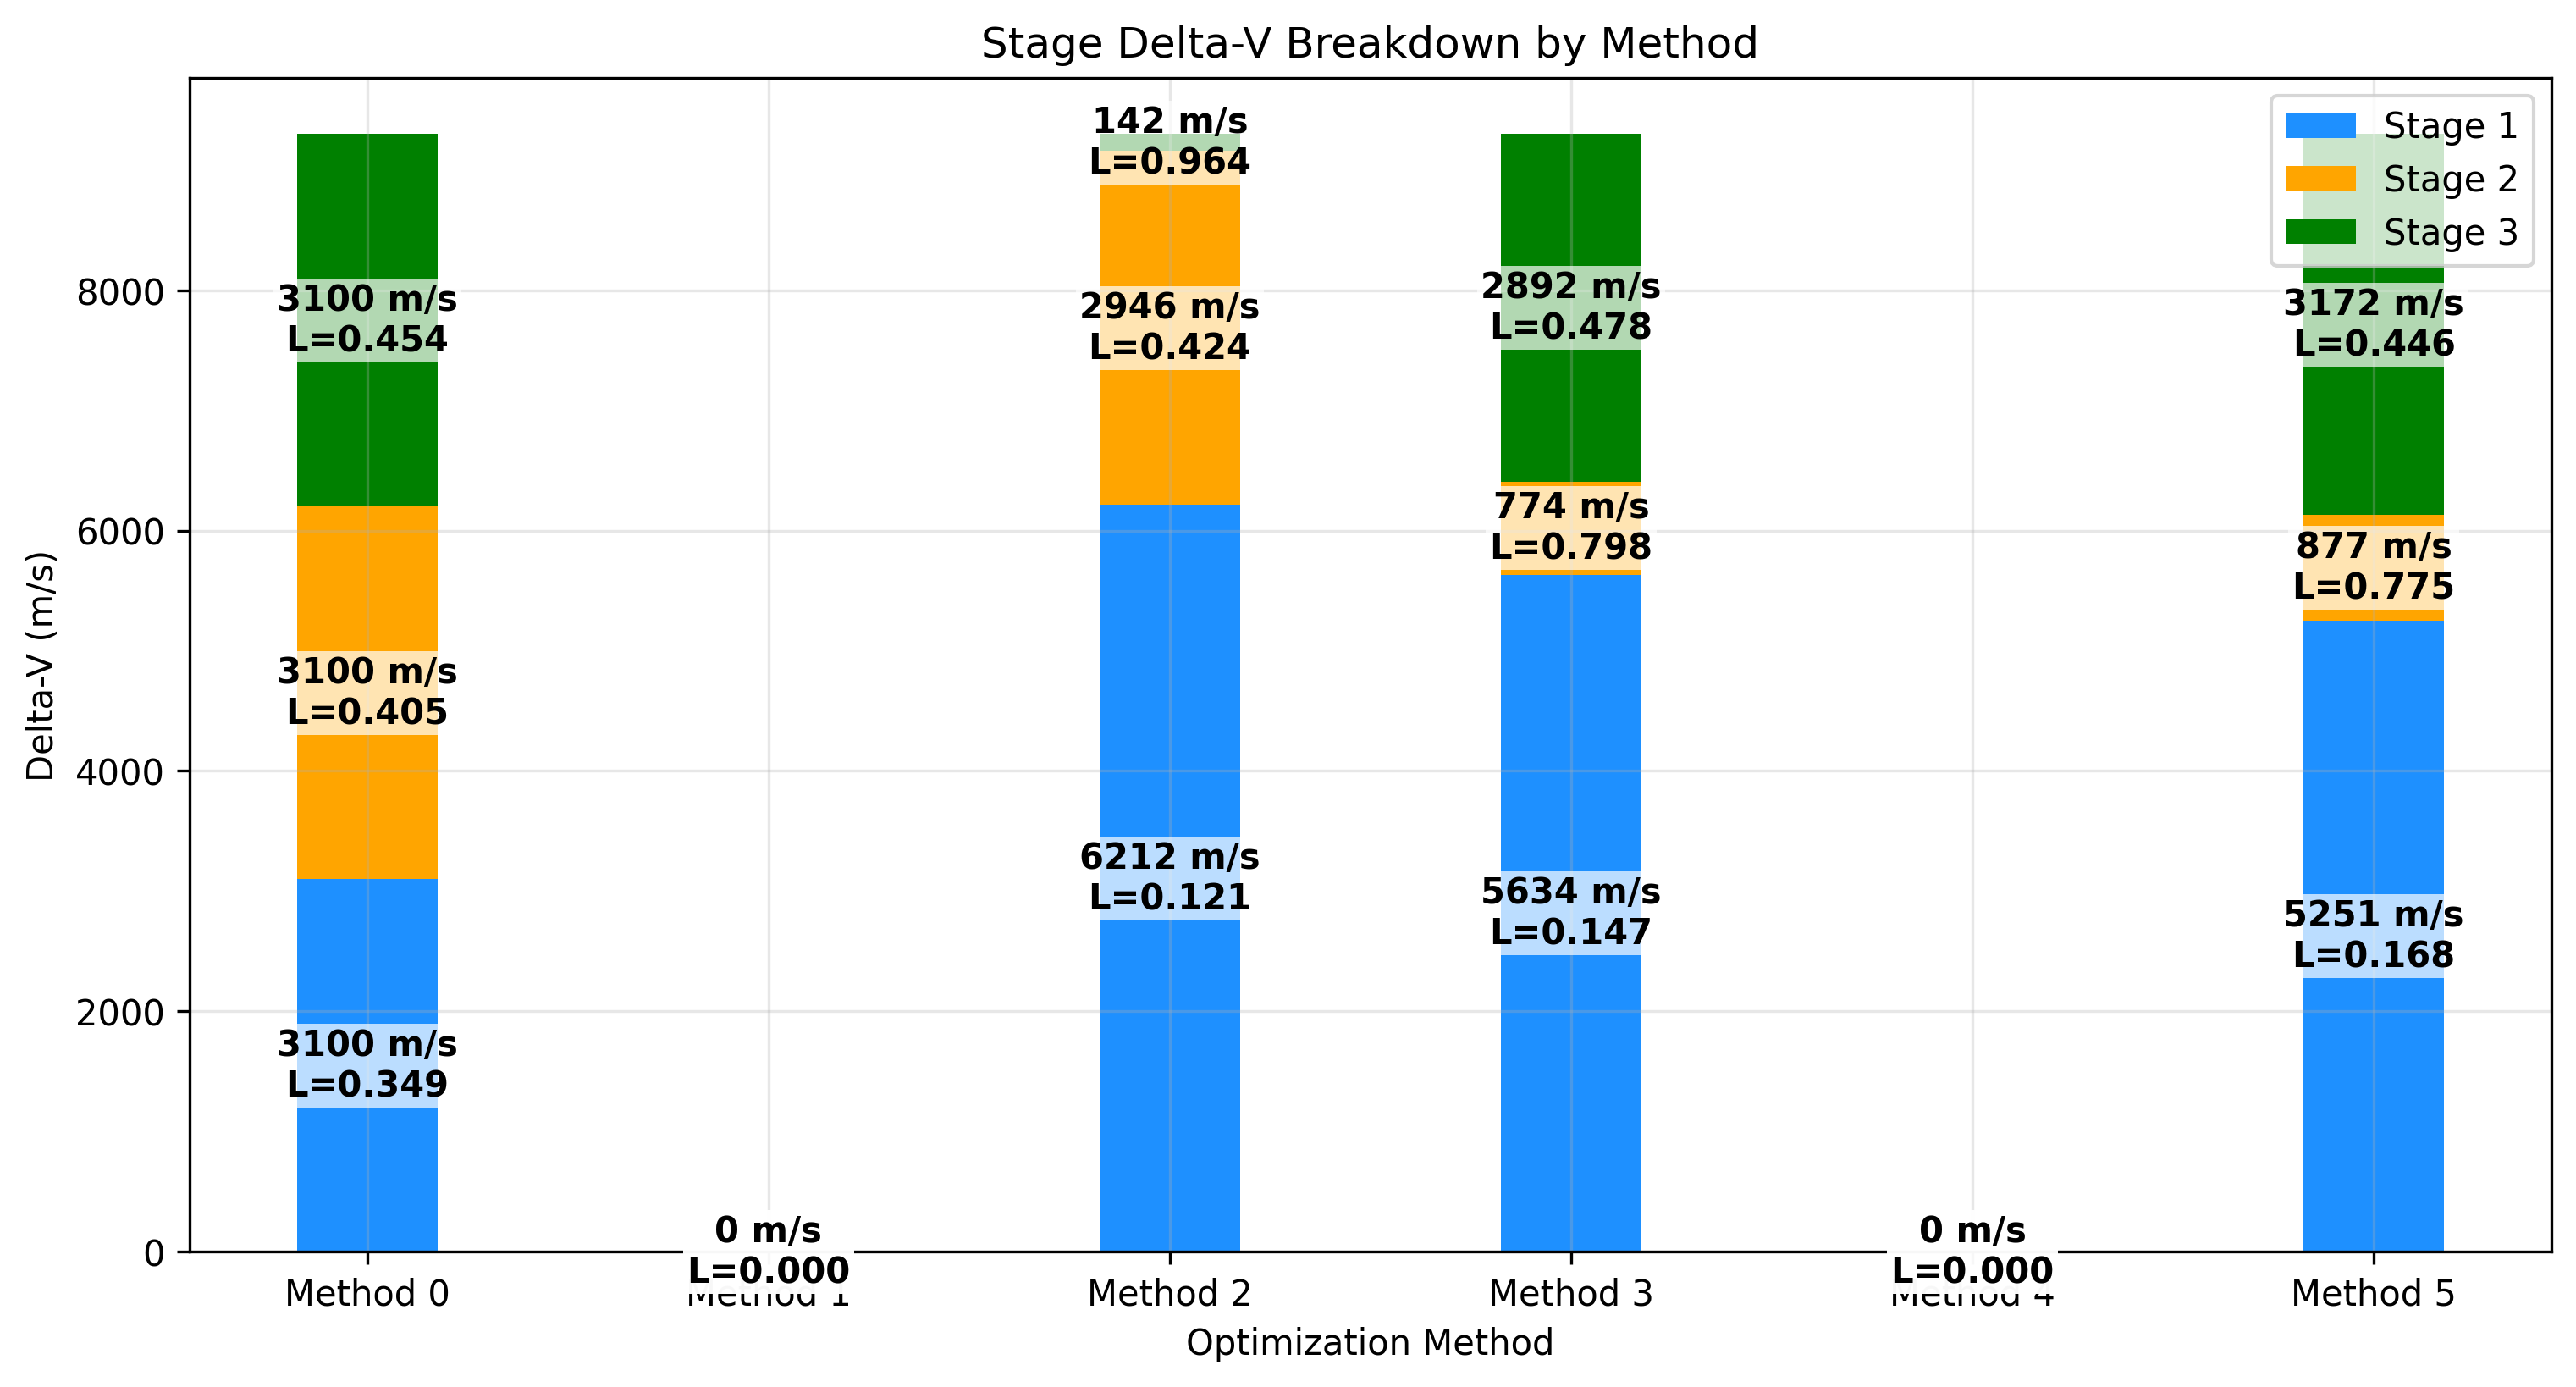 Stage Delta-V Breakdown by Method
Stage 1
Stage 2
Stage 3
Delta-V (m/s)
8000
6000
4000
2000
0
3100 m/s
L=0.454
3100 m/s
L=0.405
3100 m/s
L=0.349
0 m/s
L=0.000
142 m/s
L=0.964
2946 m/s
L=0.424
6212 m/s
L=0.121
2892 m/s
L=0.478
774 m/s
L=0.798
5634 m/s
L=0.147
0 m/s
L=0.000
3172 m/s
L=0.446
877 m/s
L=0.775
5251 m/s
L=0.168
Method 0
Method 1
Method 2
Method 3
Method 4
Method 5
Optimization Method